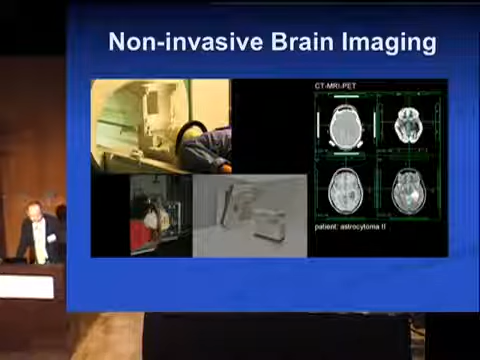 Non-invasive Brain Imaging
CT-MRI-PET
patient: astrocytoma II